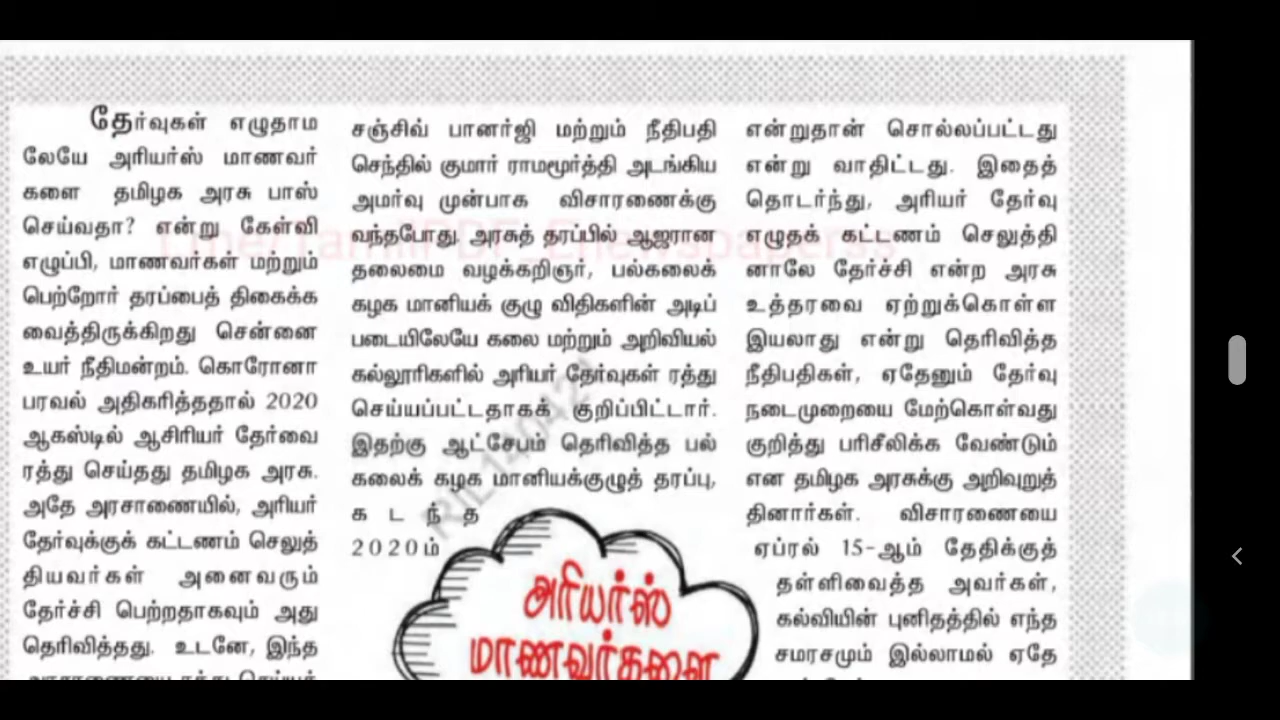 தேர்வுகள் எழுதாம
லேயே அரியர்ஸ் மாணவர்
களை தமிழக அரசு பாஸ்
செய்வதா? என்று கேள்வி
எழுப்பி, மாணவர்கள் மற்றும்
பெற்றோர் தரப்பைத் திகைக்க
வைத்திருக்கிறது சென்னை
உயர் நீதிமன்றம். கொரோனா
பரவல் அதிகரித்ததால் 2020
ஆகஸ்டில் ஆசிரியர் தேர்வை
ரத்து செய்தது தமிழக அரசு.
அதே அரசாணையில், அரியர்
தேர்வுக்குக் கட்டணம் செலுத்
தியவர்கள் அனைவரும்
தேர்ச்சி பெற்றதாகவும் அது
தெரிவித்தது. உடனே, இந்த
சஞ்சிவ் பானர்ஜி மற்றும் நீதிபதி
செந்தில் குமார் ராமமூர்த்தி அடங்கிய
அமர்வு முன்பாக விசாரணைக்கு
வந்தபோது, அரசுத் தரப்பில் ஆஜரான
தலைமை வழக்கறிஞர், பல்கலைக்
கழக மானியக் குழு விதிகளின் அடிப்
படையிலேயே கலை மற்றும் அறிவியல்
கல்லூரிகளில் அரியர் தேர்வுகள் ரத்து
செய்யப்பட்டதாகக் குறிப்பிட்டார்.
இதற்கு ஆட்சேபம் தெரிவித்த பல்
கலைக் கழக மானியக்குழுத் தரப்பு,
க ட ந் த
2020ம்
அரியர்ஸ்
மாணவர்களை
என்றுதான் சொல்லப்பட்டது
என்று வாதிட்டது. இதைத்
தொடர்ந்து, அரியர் தேர்வு
எழுதக் கட்டணம் செலுத்தி
னாலே தேர்ச்சி என்ற அரசு
உத்தரவை ஏற்றுக்கொள்ள
இயலாது என்று தெரிவித்த
நீதிபதிகள், ஏதேனும் தேர்வு
நடைமுறையை மேற்கொள்வது
குறித்து பரிசீலிக்க வேண்டும்
என தமிழக அரசுக்கு அறிவுறுத்
தினார்கள். விசாரணையை
ஏப்ரல் 15-ஆம் தேதிக்குத்
தள்ளிவைத்த அவர்கள்,
கல்வியின் புனிதத்தில் எந்த
சமரசமும் இல்லாமல் ஏதே